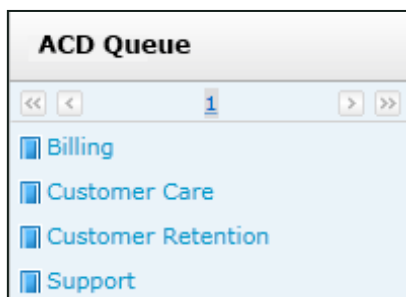 ACD Queue
1
Billing
Customer Care
Customer Retention
Support